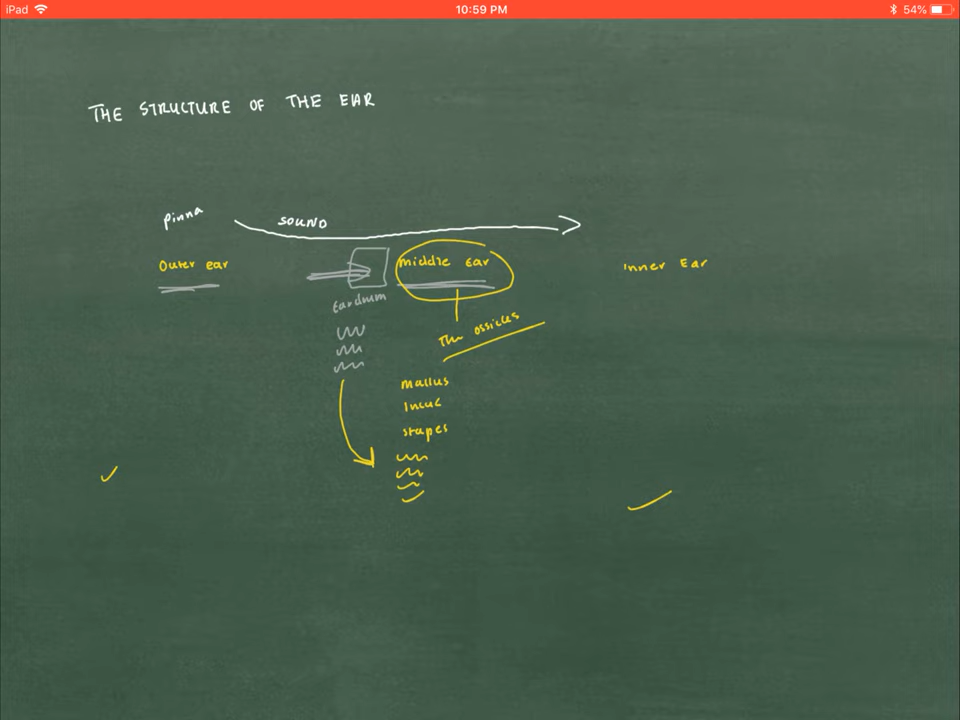 iPad
10:59 PM
54%
THE STRUCTURE OF THE EAR
Pinna
SOUND
Outer ear
middle Ear
Inner Ear
Eardrum
The ossicles
mallus
Incus
stapes